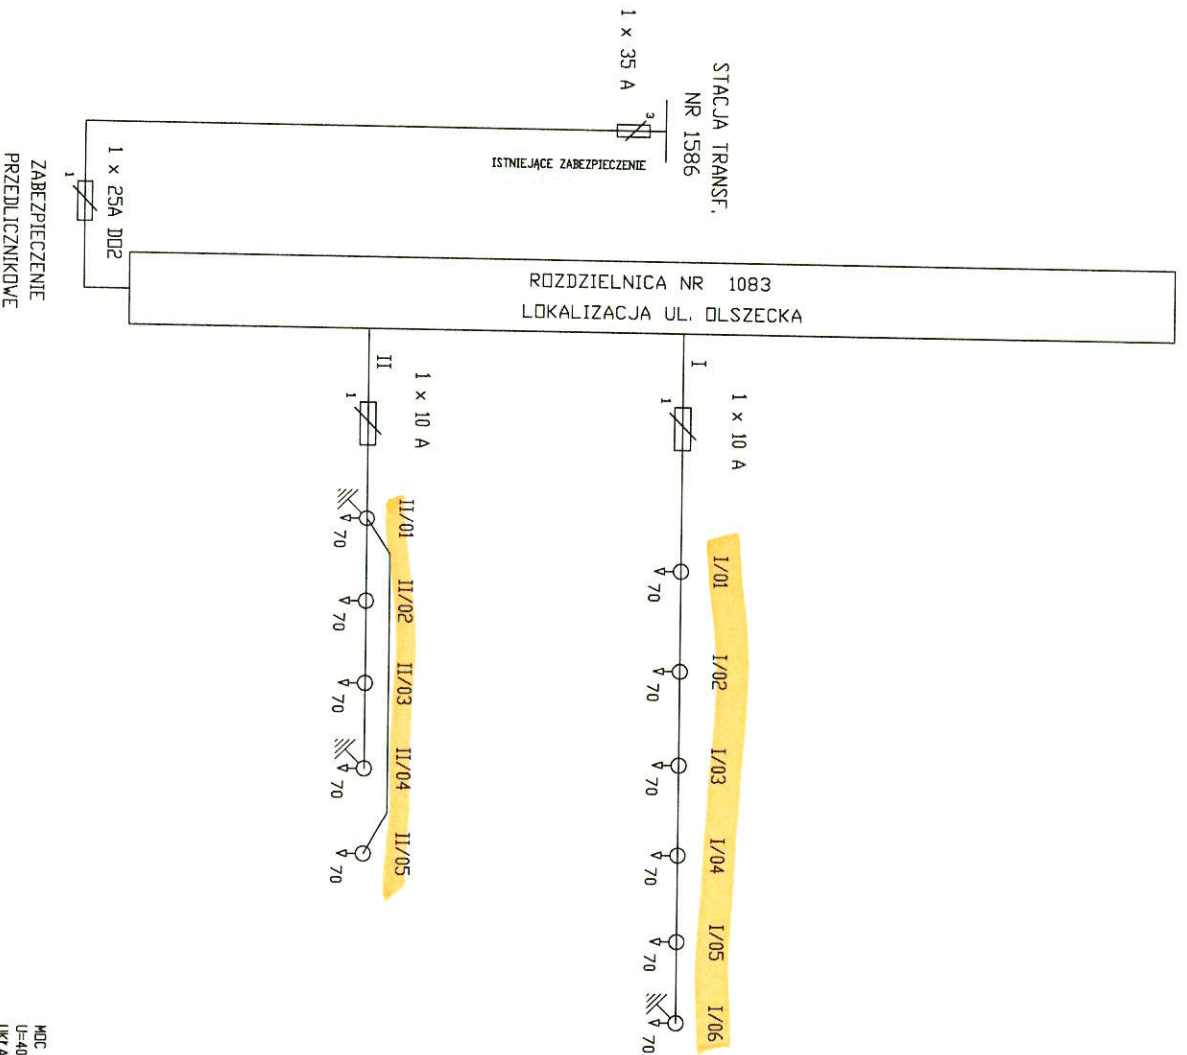 STACJA TRANSF.
NR 1586
1 x 35 A
3
ISTNIEJĄCE ZABEZPIECZENIE
1 x 25A D02
1
ZABEZPIECZENIE
PRZEDLICZNIKOWE
ROZDZIELNICA NR 1083
LOKALIZACJA UL. OLSZECKA
I
1 x 10 A
1
I/01
I/02
I/03
I/04
I/05
I/06
70
70
70
70
70
70
II
1 x 10 A
1
II/01
II/02
II/03
II/04
II/05
70
70
70
70
70
MOC